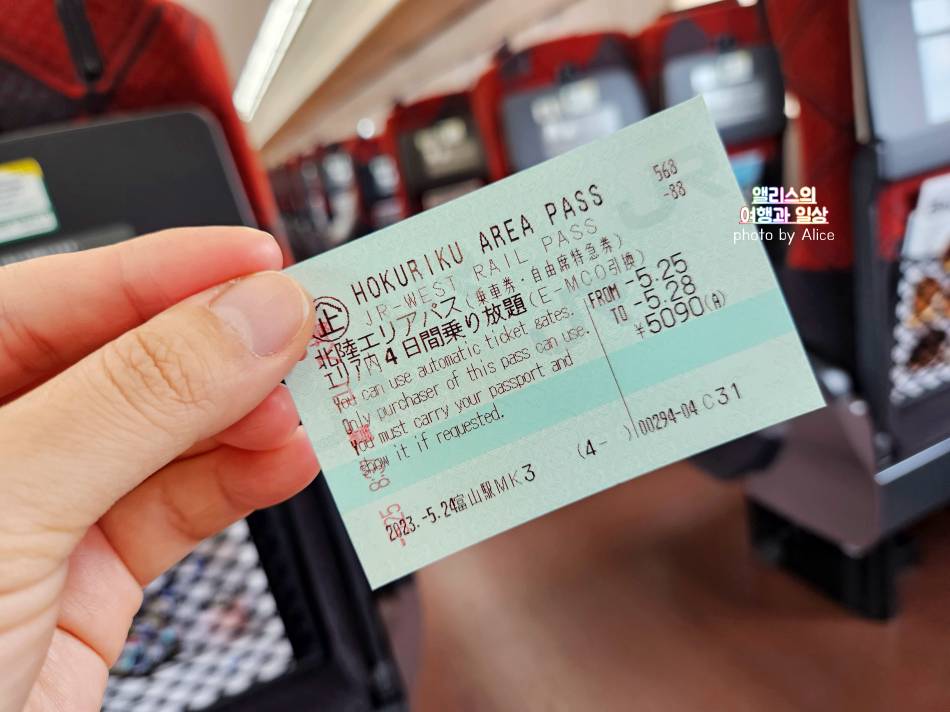 HOKURIKU AREA PASS
568
-88
JR-WEST RAIL PASS
北陸エリアパス(乗車券・自由席特急券)
エリア内4日間乗り放題(E-MCO引換)
You can use automatic ticket gates.
Only purchaser of this pass can use.
You must carry your passport and
show it if requested.
FROM -5.25
TO -5.28
¥5090(A)
2023.-5.24富山駅MK3 (4- ) 00294-04 C31
앨리스의
여행과 일상
photo by Alice